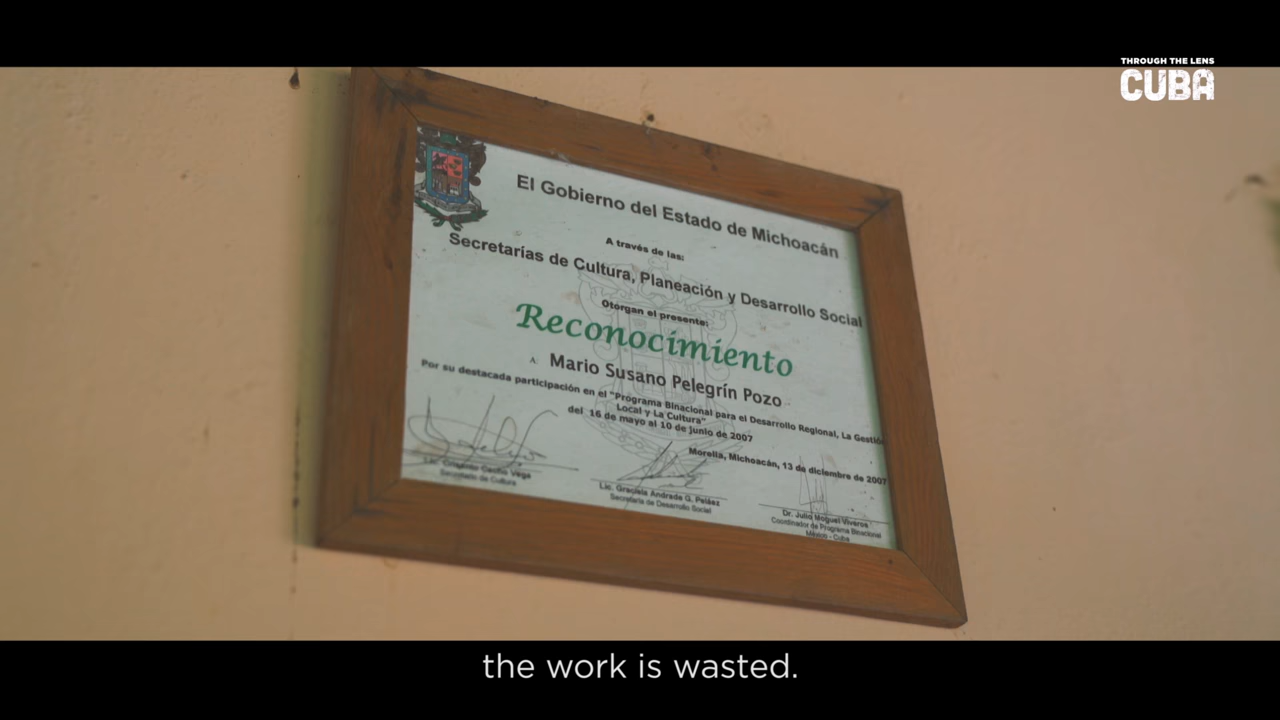 THROUGH THE LENS
CUBA
El Gobierno del Estado de Michoacán
A través de las:
Secretarías de Cultura, Planeación y Desarrollo Social
Otorgan el presente:
Reconocimiento
A Mario Susano Pelegrín Pozo
Por su destacada participación en el "Programa Binacional para el Desarrollo Regional, La Gestión
Local y La Cultura"
del 16 de mayo al 10 de junio de 2007
Morelia, Michoacán, 13 de diciembre de 2007
Secretario de Cultura
Lic. Graciela Andrade G. Peláez
Secretaria de Desarrollo Social
Dr. Julio Moguel Viveros
Coordinador de Programa Binacional
México - Cuba
the work is wasted.